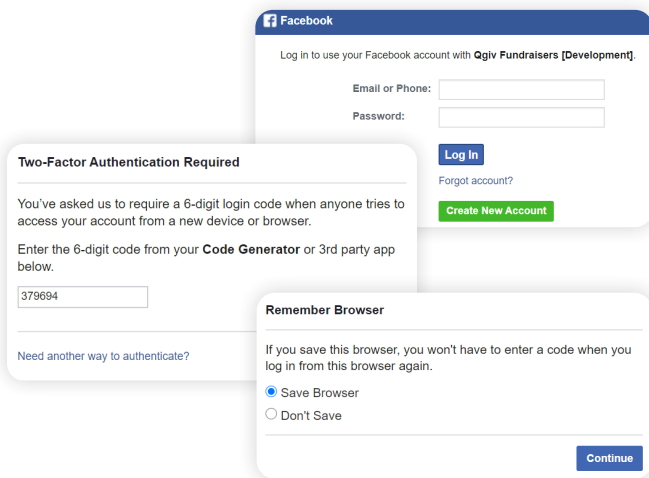 Facebook
Log in to use your Facebook account with Qgiv Fundraisers [Development].
Email or Phone:
Password:
Log In
Forgot account?
Create New Account
Two-Factor Authentication Required
You've asked us to require a 6-digit login code when anyone tries to
access your account from a new device or browser.
Enter the 6-digit code from your Code Generator or 3rd party app
below.
379694
Need another way to authenticate?
Remember Browser
If you save this browser, you won't have to enter a code when you
log in from this browser again.
Save Browser
Don't Save
Continue